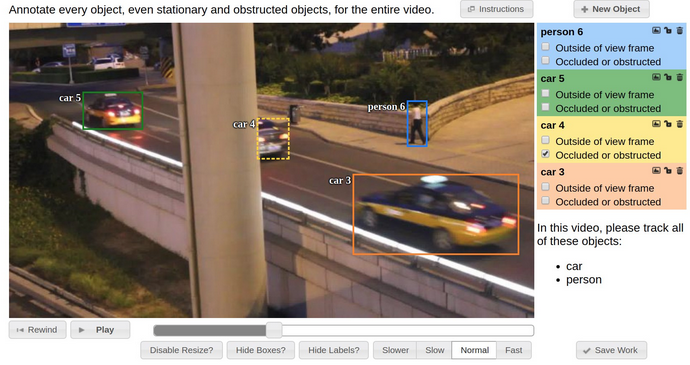 Annotate every object, even stationary and obstructed objects, for the entire video.
Instructions
+ New Object
person 6
Outside of view frame
Occluded or obstructed
car 5
Outside of view frame
Occluded or obstructed
car 4
Outside of view frame
Occluded or obstructed
car 3
Outside of view frame
Occluded or obstructed
In this video, please track all
of these objects:
• car
• person
car 5
car 4
person 6
car 3
Rewind
Play
Disable Resize?
Hide Boxes?
Hide Labels?
Slower
Slow
Normal
Fast
Save Work